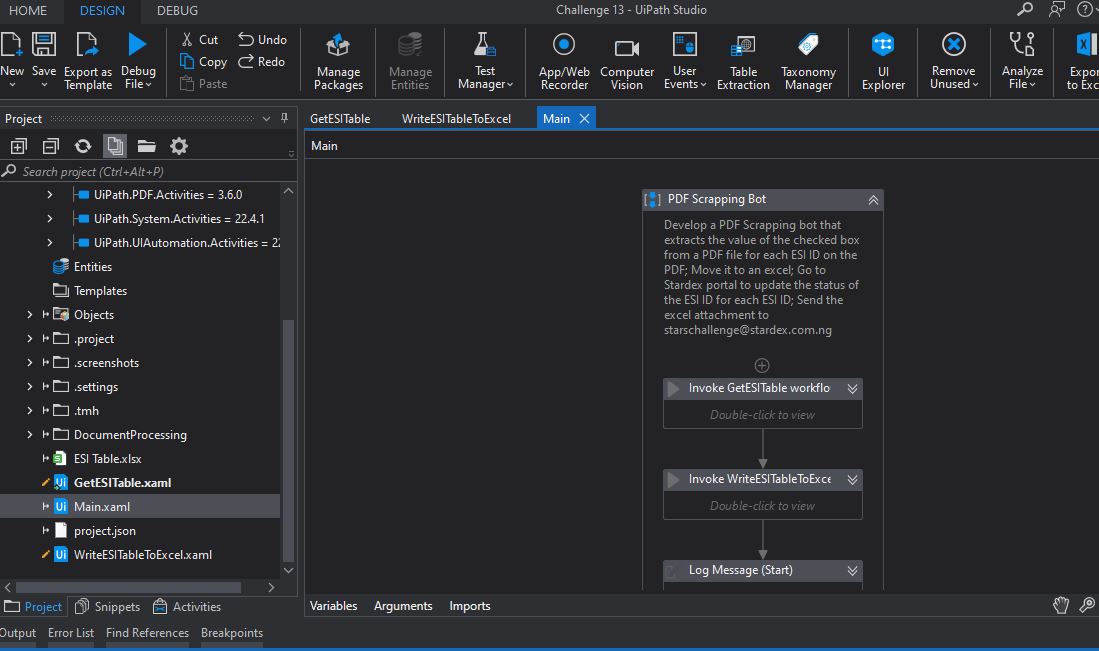 HOME DESIGN DEBUG
Challenge 13 - UiPath Studio
New Save Export as Template Debug File
Cut Undo
Copy Redo
Paste
Manage Packages
Manage Entities
Test Manager
App/Web Recorder
Computer Vision
User Events
Table Extraction
Taxonomy Manager
UI Explorer
Remove Unused
Analyze File
Export to Exc
Project
Search project (Ctrl+Alt+P)
UiPath.PDF.Activities = 3.6.0
UiPath.System.Activities = 22.4.1
UiPath.UIAutomation.Activities = 22
Entities
Templates
Objects
.project
.screenshots
.settings
.tmh
DocumentProcessing
ESI Table.xlsx
GetESITable.xaml
Main.xaml
project.json
WriteESITableToExcel.xaml
Project Snippets Activities
Output Error List Find References Breakpoints
GetESITable WriteESITableToExcel Main
Main
PDF Scrapping Bot
Develop a PDF Scrapping bot that
extracts the value of the checked box
from a PDF file for each ESI ID on the
PDF; Move it to an excel; Go to
Stardex portal to update the status of
the ESI ID for each ESI ID; Send the
excel attachment to
starschallenge@stardex.com.ng
Invoke GetESITable workflo
Double-click to view
Invoke WriteESITableToExce
Double-click to view
Log Message (Start)
Variables Arguments Imports